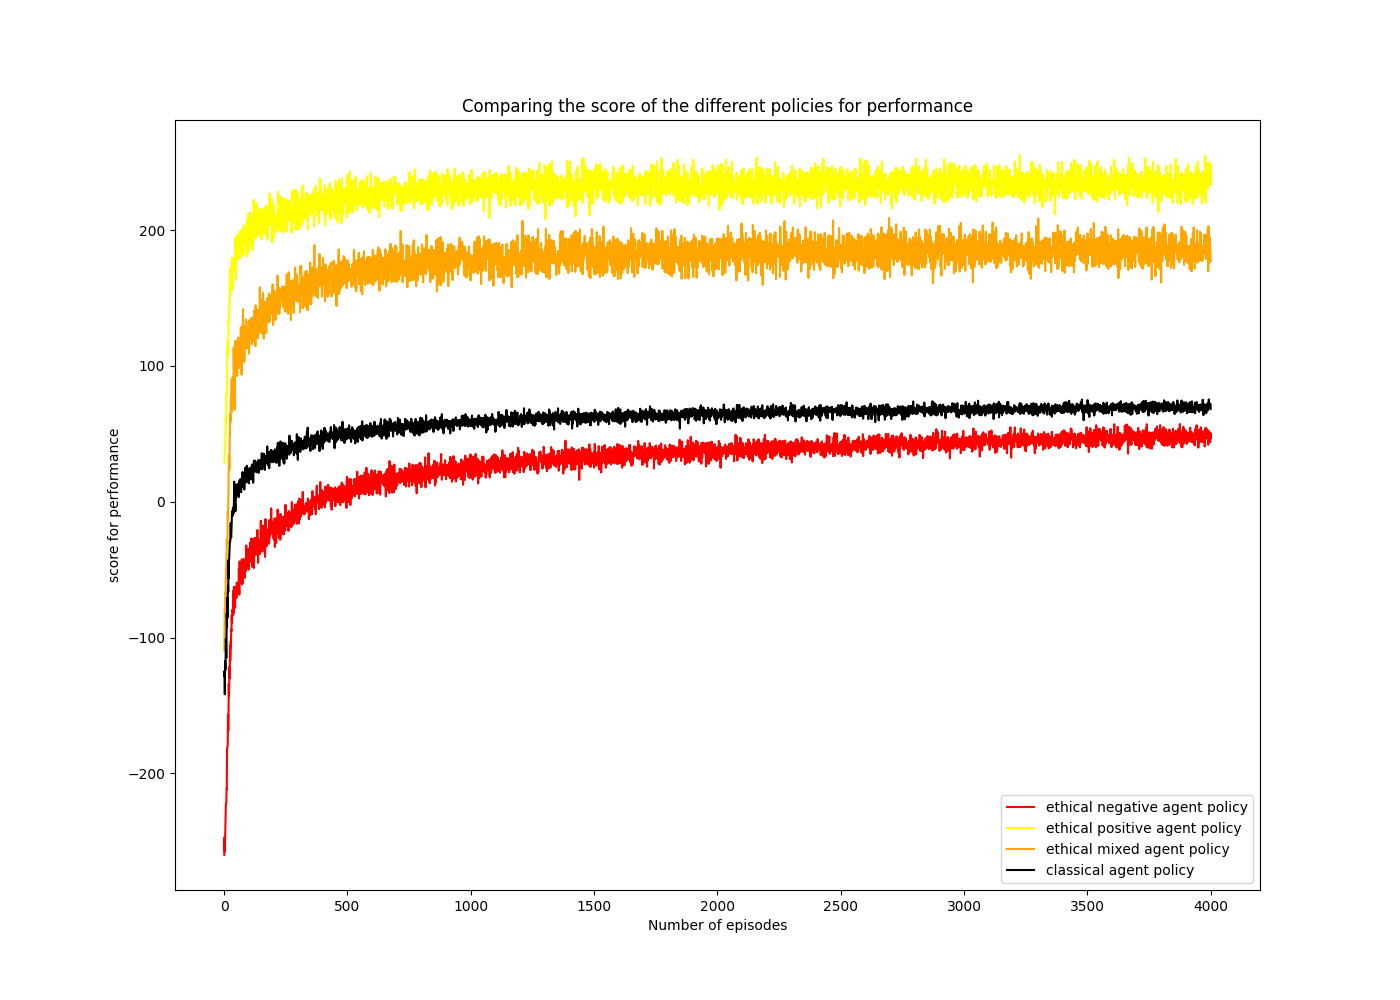 Comparing the score of the different policies for performance
200
100
0
−100
−200
score for performance
0 500 1000 1500 2000 2500 3000 3500 4000
Number of episodes
ethical negative agent policy
ethical positive agent policy
ethical mixed agent policy
classical agent policy